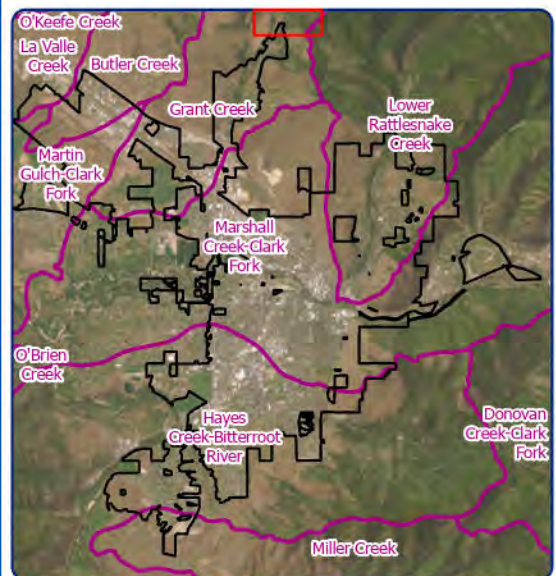 O'Keefe Creek
La Valle
Creek
Butler Creek
Grant Creek
Lower
Rattlesnake
Creek
Martin
Gulch-Clark
Fork
Marshall
Creek-Clark
Fork
O'Brien
Creek
Hayes
Creek-Bitterroot
River
Donovan
Creek-Clark
Fork
Miller Creek